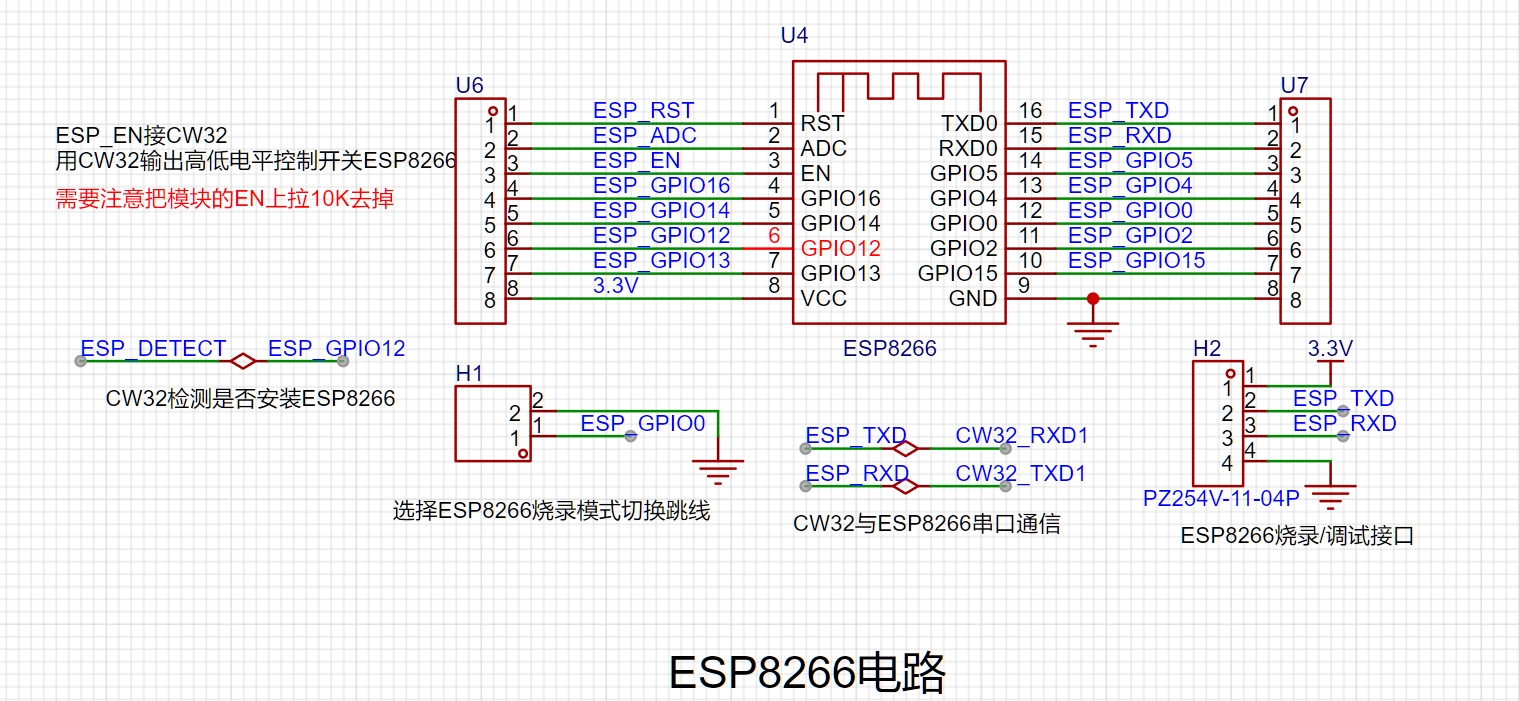 U4
U6
U7
ESP_EN接CW32
用CW32输出高低电平控制开关ESP8266
需要注意把模块的EN上拉10K去掉
1 1 ESP_RST 1 RST TXD0 16 ESP_TXD 1 1
2 2 ESP_ADC 2 ADC RXD0 15 ESP_RXD 2 2
3 3 ESP_EN 3 EN GPIO5 14 ESP_GPIO5 3 3
4 4 ESP_GPIO16 4 GPIO16 GPIO4 13 ESP_GPIO4 4 4
5 5 ESP_GPIO14 5 GPIO14 GPIO0 12 ESP_GPIO0 5 5
6 6 ESP_GPIO12 6 GPIO12 GPIO2 11 ESP_GPIO2 6 6
7 7 ESP_GPIO13 7 GPIO13 GPIO15 10 ESP_GPIO15 7 7
8 8 3.3V 8 VCC GND 9 8 8
ESP8266
ESP_DETECT ESP_GPIO12
CW32检测是否安装ESP8266
H1
2 2
1 1 ESP_GPIO0
选择ESP8266烧录模式切换跳线
ESP_TXD CW32_RXD1
ESP_RXD CW32_TXD1
CW32与ESP8266串口通信
H2 3.3V
1 1
2 2 ESP_TXD
3 3 ESP_RXD
4 4
PZ254V-11-04P
ESP8266烧录/调试接口
ESP8266电路